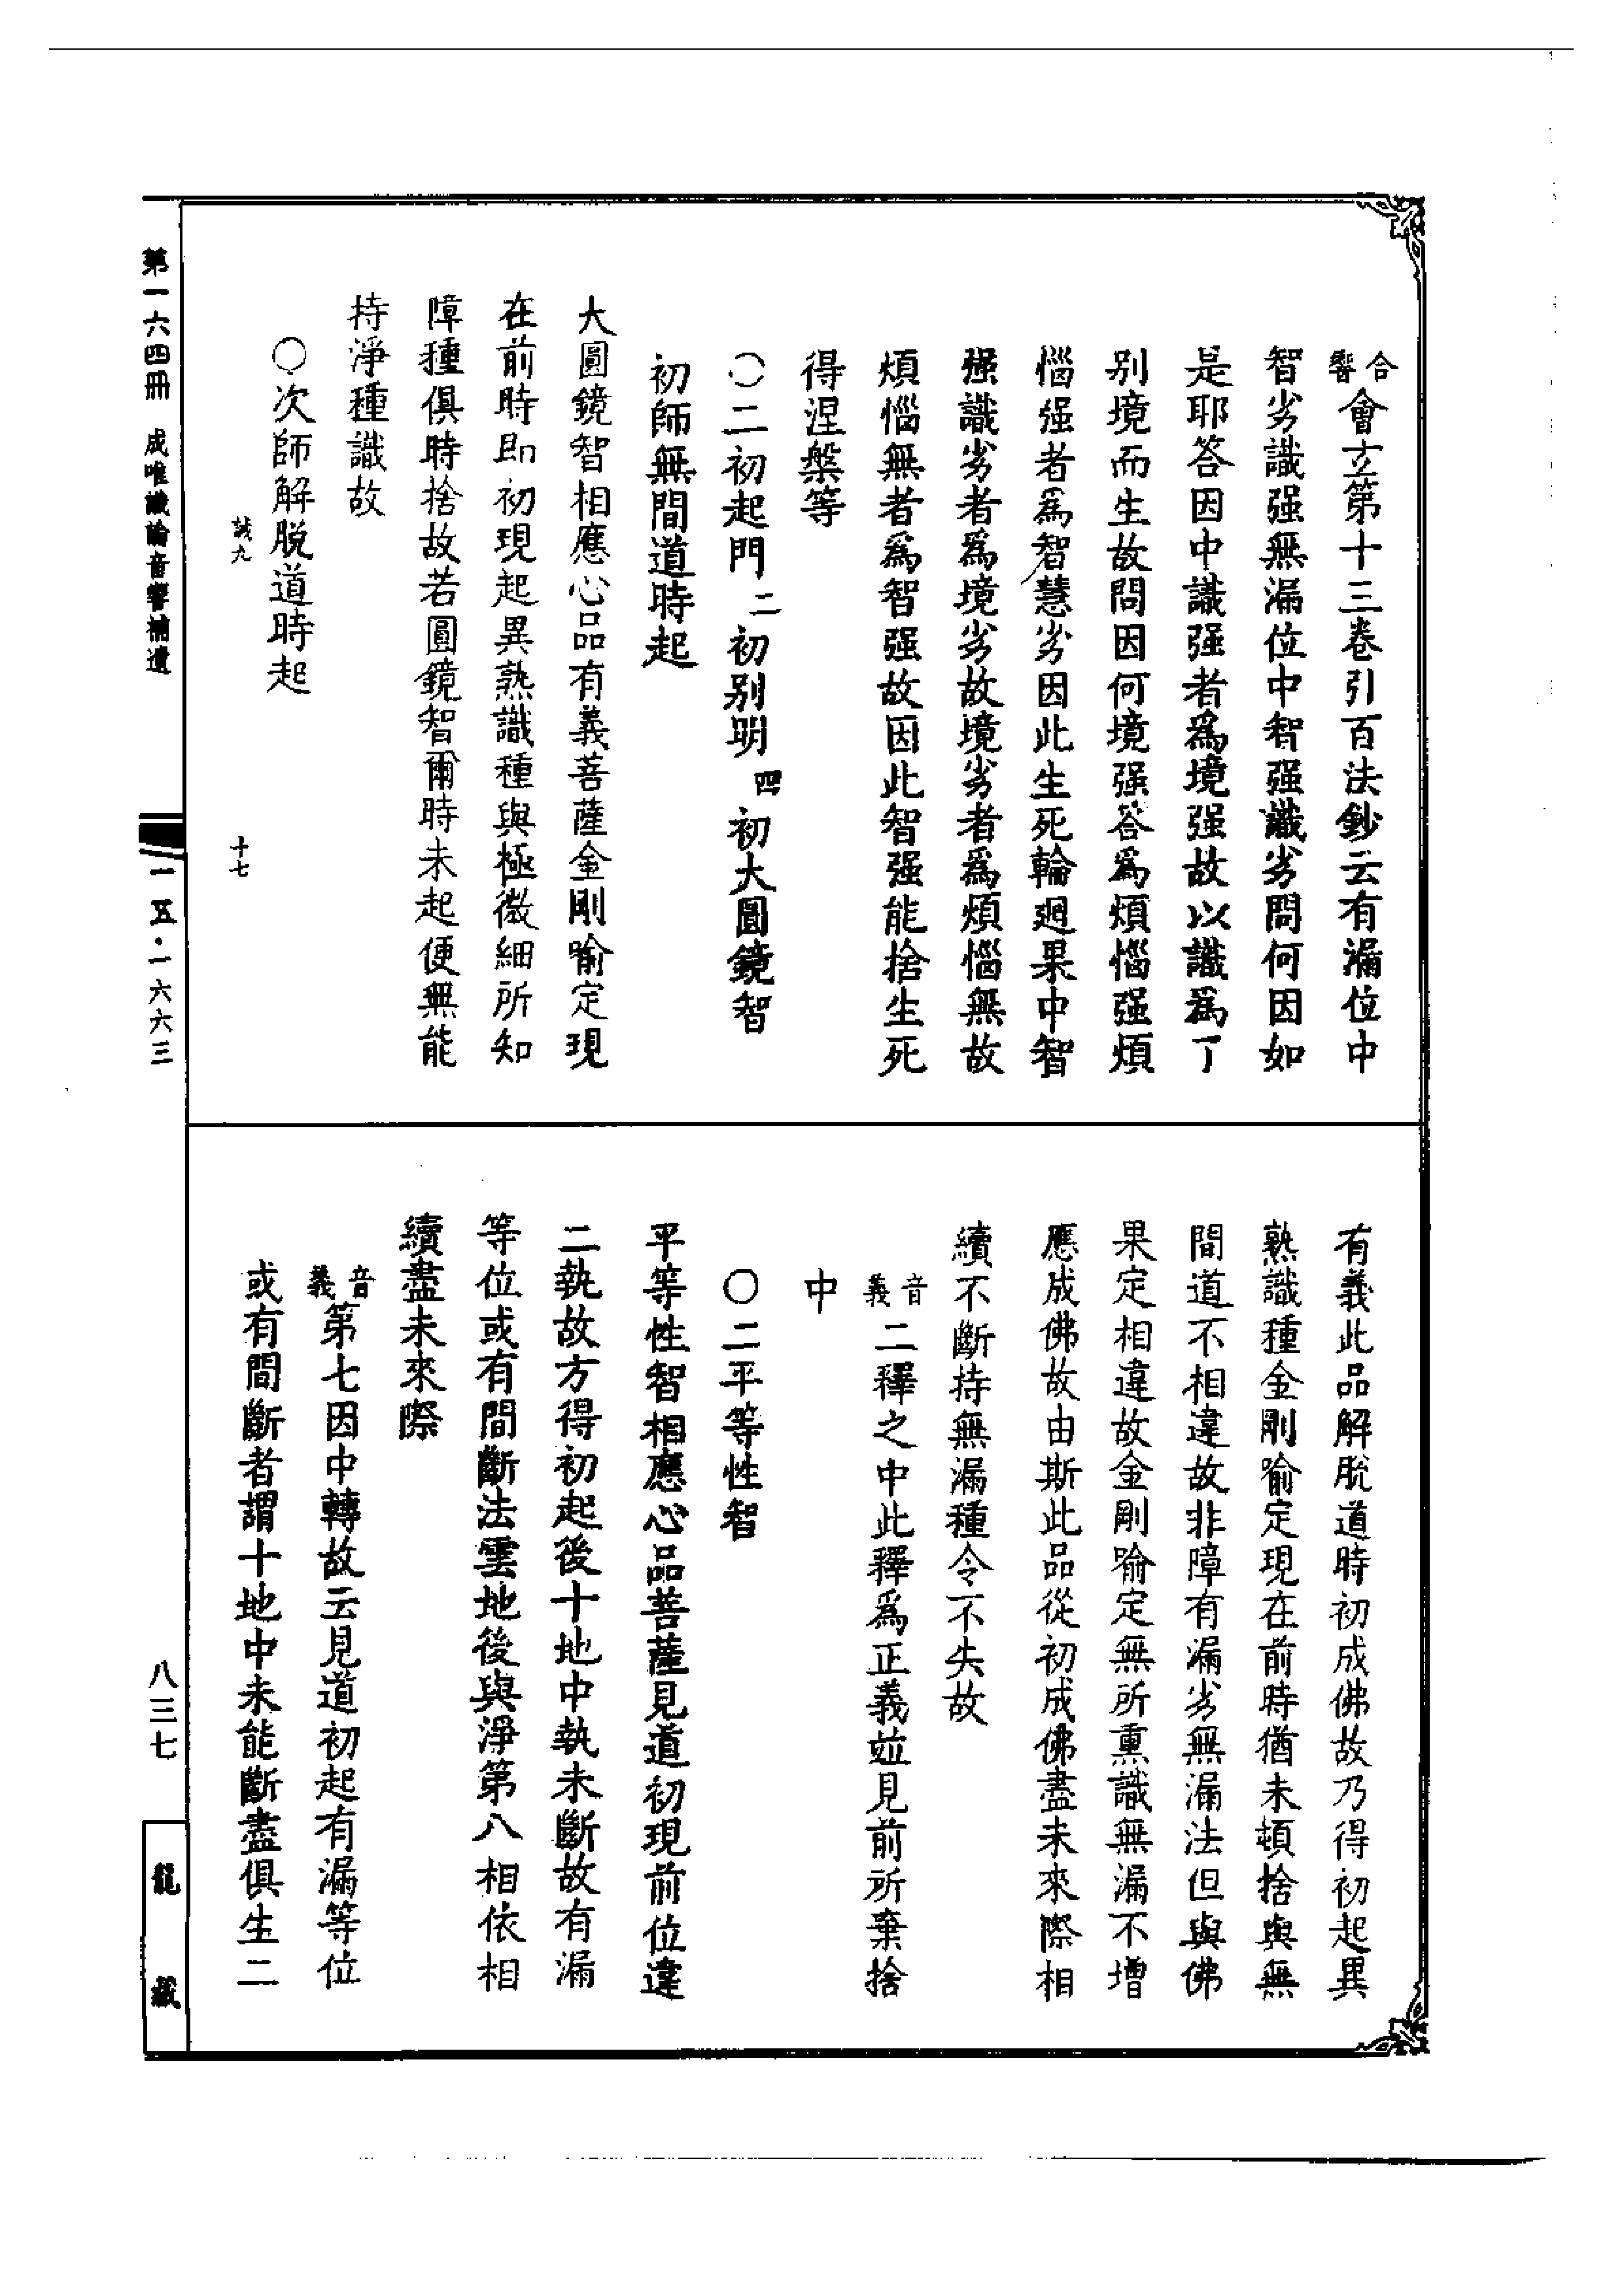 合響會玄第十三卷引百法鈔云有漏位中
智劣識强無漏位中智强識劣問何因如
是耶答因中識强者爲境强故以識爲了
别境而生故問因何境强答爲煩惱强煩
惱强者爲智慧劣因此生死輪迴果中智
强識劣者爲境劣故境劣者爲煩惱無故
煩惱無者爲智强故因此智强能捨生死
得涅槃等
〇二初起門二初别明四初大圓鏡智
初師無間道時起
大圓鏡智相應心品有義菩薩金剛喻定現
在前時即初現起異熟識種與極微細所知
障種俱時捨故若圓鏡智爾時未起便無能
持淨種識故
〇次師解脱道時起
誠九 十七
有義此品解脱道時初成佛故乃得初起異
熟識種金剛喻定現在前時猶未頓捨與無
間道不相違故非障有漏劣無漏法但與佛
果定相違故金剛喻定無所熏識無漏不增
應成佛故由斯此品從初成佛盡未來際相
續不斷持無漏種令不失故
音義二釋之中此釋爲正義並見前所棄捨
中
〇二平等性智
平等性智相應心品菩薩見道初現前位違
二執故方得初起後十地中執未斷故有漏
等位或有間斷法雲地後與淨第八相依相
續盡未來際
音義第七因中轉故云見道初起有漏等位
或有間斷者謂十地中未能斷盡俱生二
第一六四冊 成唯識論音響補遺
一一五·一六六三
八三七
龍藏